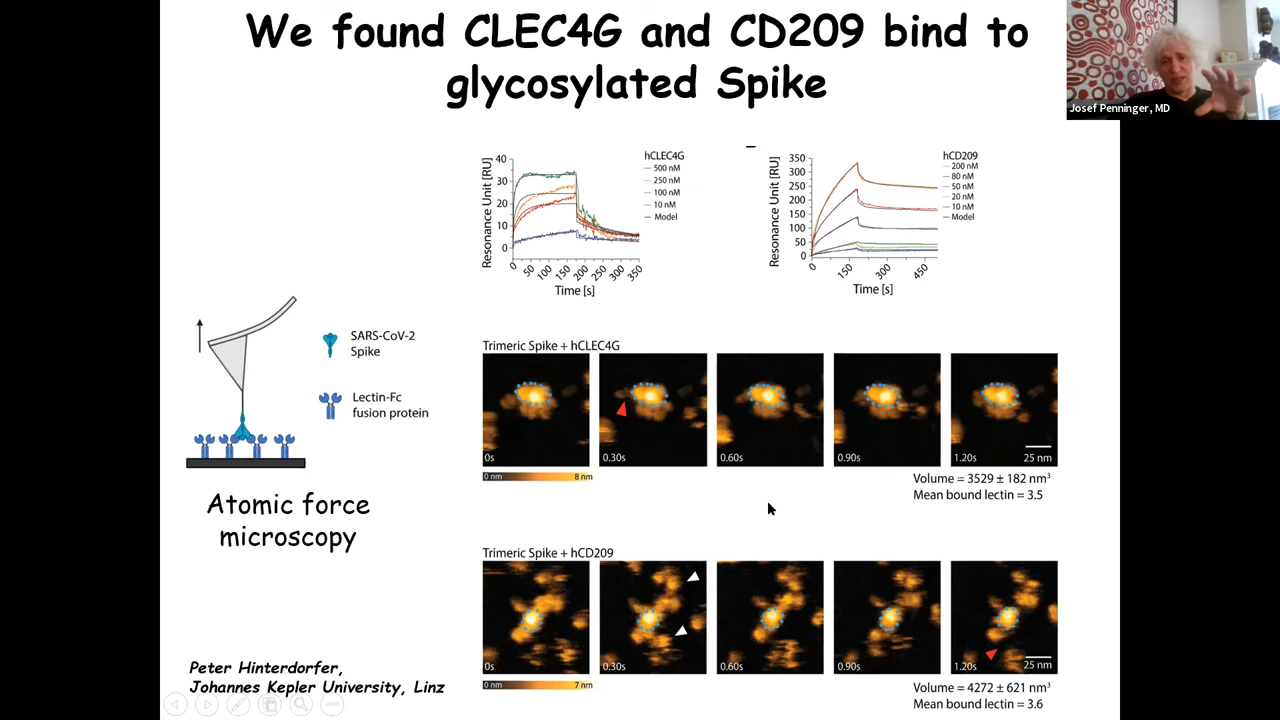 We found CLEC4G and CD209 bind to
glycosylated Spike
Josef Penninger, MD
Resonance Unit [RU]
40
30
20
10
0
0
50
100
150
200
250
300
350
Time [s]
hCLEC4G
500 nM
250 nM
100 nM
10 nM
Model
Resonance Unit [RU]
350
300
250
200
150
100
50
0
0
150
300
450
Time [s]
hCD209
200 nM
80 nM
50 nM
20 nM
10 nM
Model
SARS-CoV-2
Spike
Lectin-Fc
fusion protein
Atomic force
microscopy
Trimeric Spike + hCLEC4G
0s
0.30s
0.60s
0.90s
1.20s
25 nm
0 nm
8 nm
Volume = 3529 ± 182 nm³
Mean bound lectin = 3.5
Trimeric Spike + hCD209
0s
0.30s
0.60s
0.90s
1.20s
25 nm
0 nm
7 nm
Volume = 4272 ± 621 nm³
Mean bound lectin = 3.6
Peter Hinterdorfer,
Johannes Kepler University, Linz